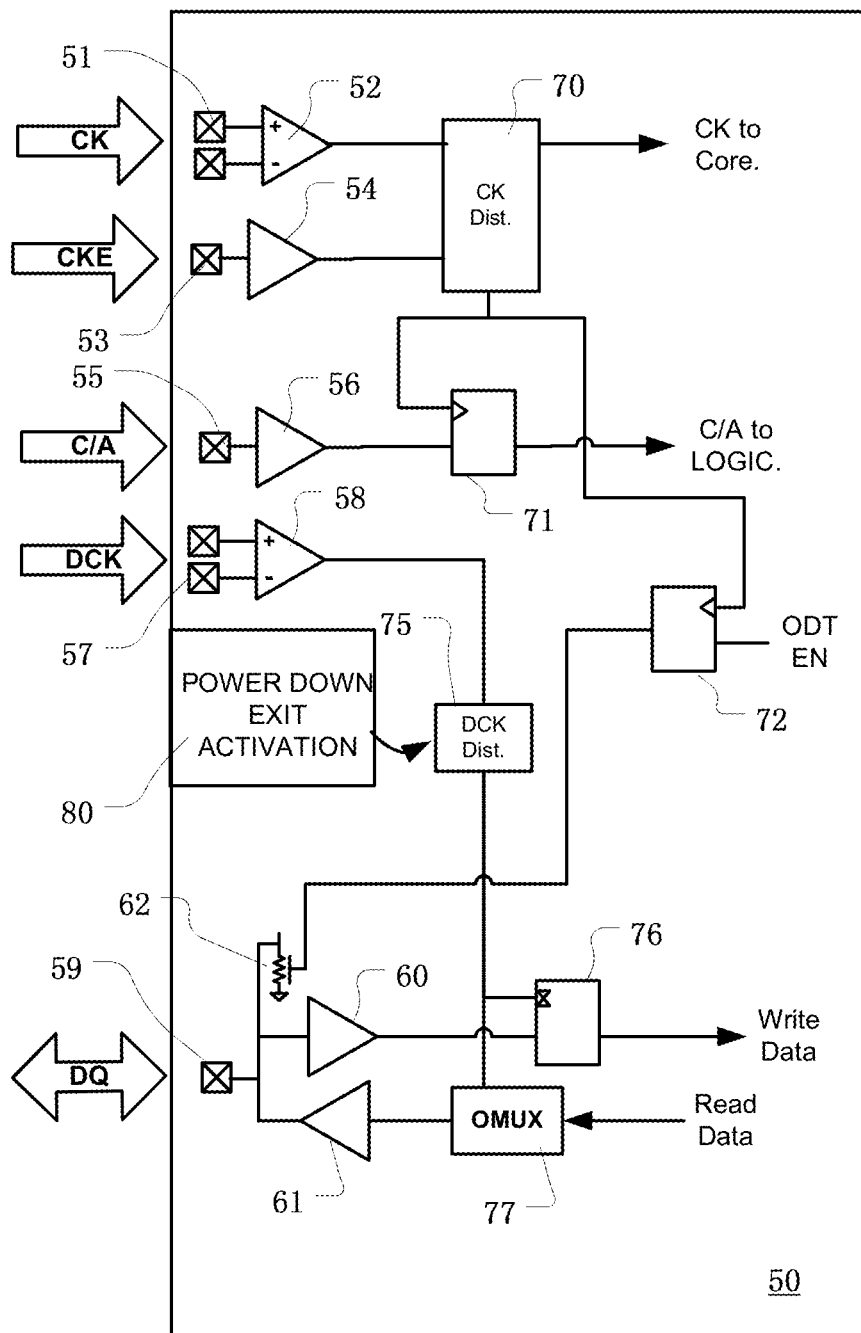 51
52
70
CK
+
-
CK to
Core.
54
CK
Dist.
CKE
53
55
56
C/A
C/A to
LOGIC.
58
71
DCK
+
-
57
75
ODT
EN
POWER DOWN
EXIT
ACTIVATION
72
DCK
Dist.
80
62
76
59
60
Write
Data
DQ
OMUX
Read
Data
61
77
50